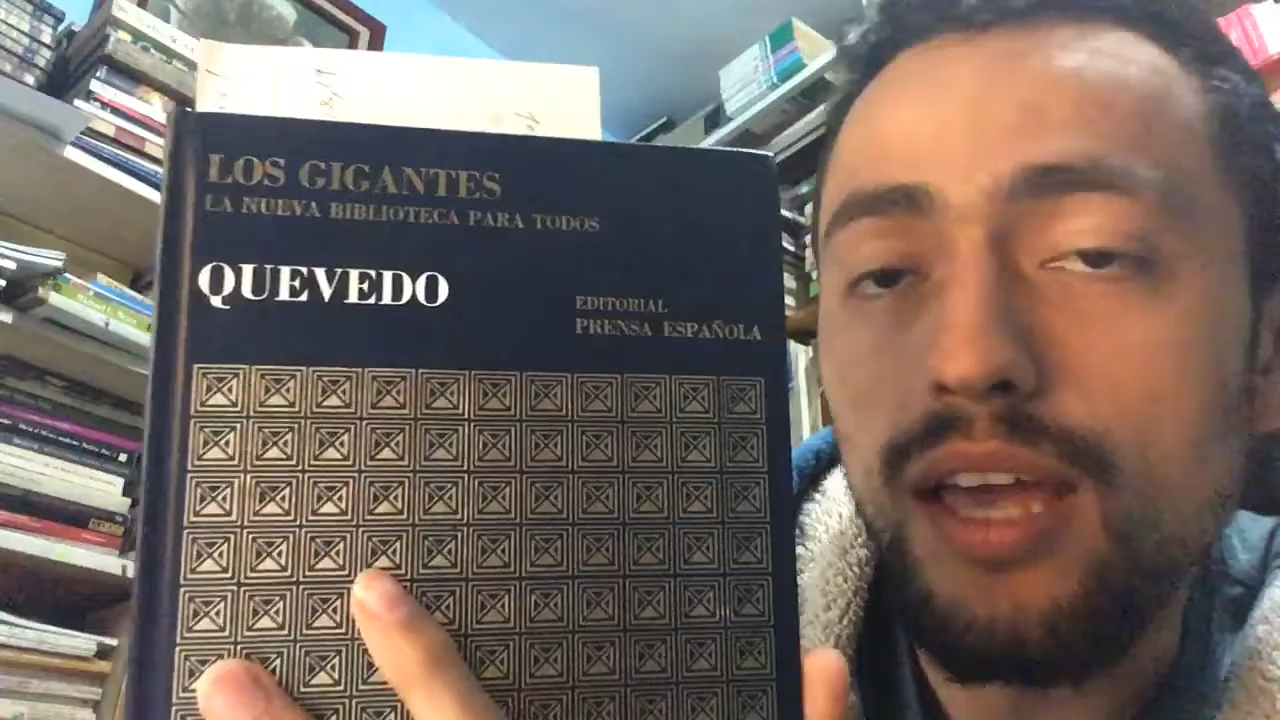 LOS GIGANTES
LA NUEVA BIBLIOTECA PARA TODOS
QUEVEDO
EDITORIAL
PRENSA ESPAÑOLA